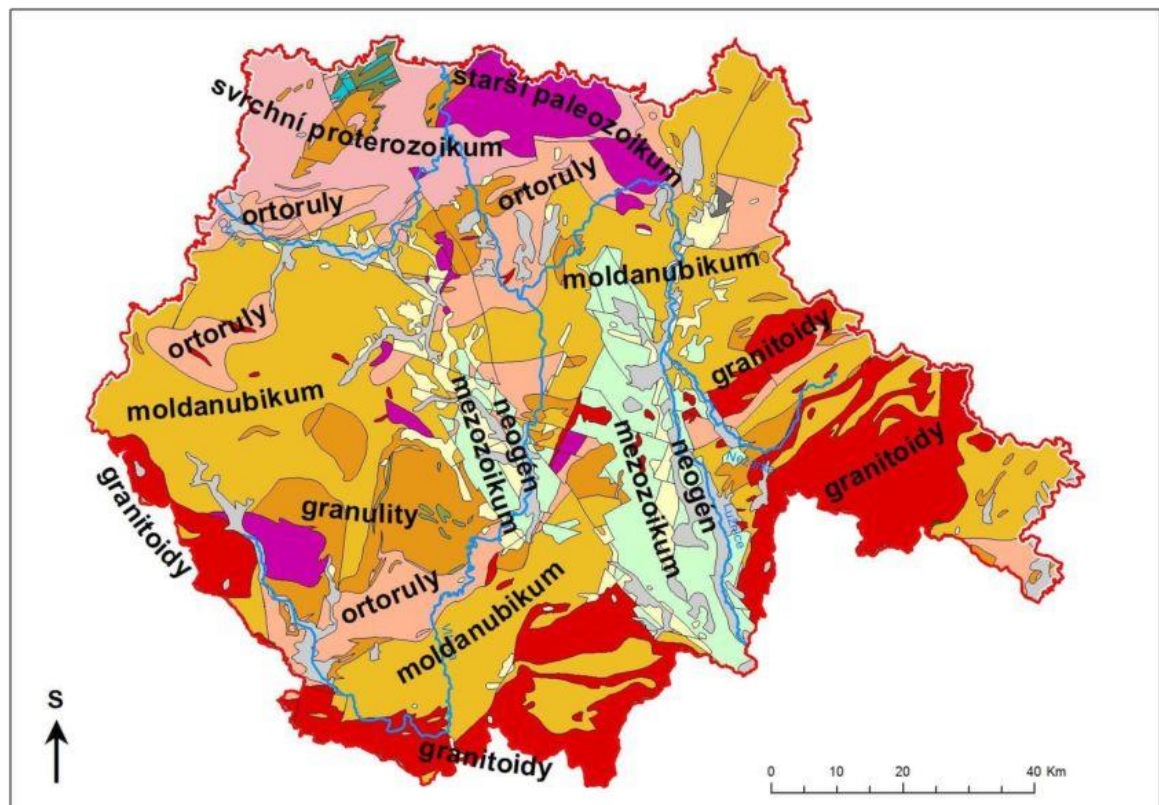 starší paleozoikum
svrchní proterozoikum
ortoruly
ortoruly
moldanubikum
ortoruly
granitoidy
moldanubikum
mezozoikum
neogén
mezozoikum
neogén
granitoidy
Lužnice
granitoidy
granulity
ortoruly
moldanubikum
granitoidy
S
0 10 20 40 Km